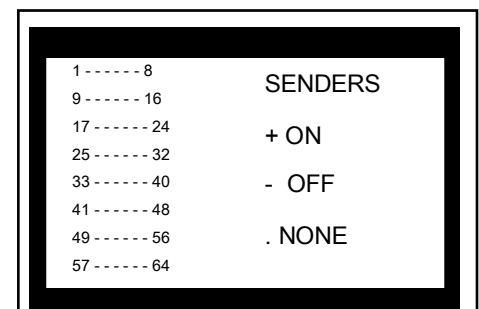 1 - - - - - - 8
9 - - - - - - 16
17 - - - - - - 24
25 - - - - - - 32
33 - - - - - - 40
41 - - - - - - 48
49 - - - - - - 56
57 - - - - - - 64
SENDERS
+ ON
- OFF
. NONE